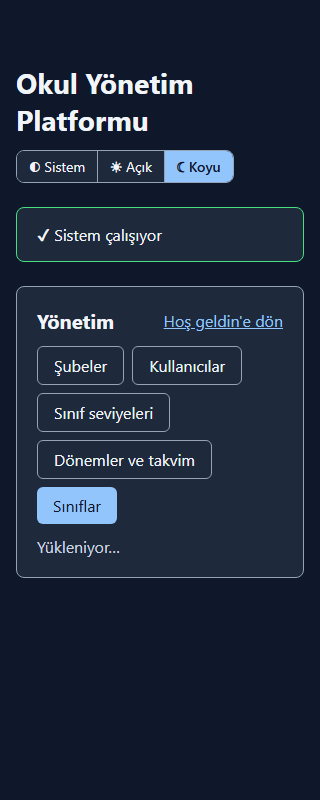 Okul Yönetim
Platformu
◐ Sistem ☀ Açık ☾ Koyu
✓ Sistem çalışıyor
Yönetim Hoş geldin'e dön
Şubeler Kullanıcılar
Sınıf seviyeleri
Dönemler ve takvim
Sınıflar
Yükleniyor...